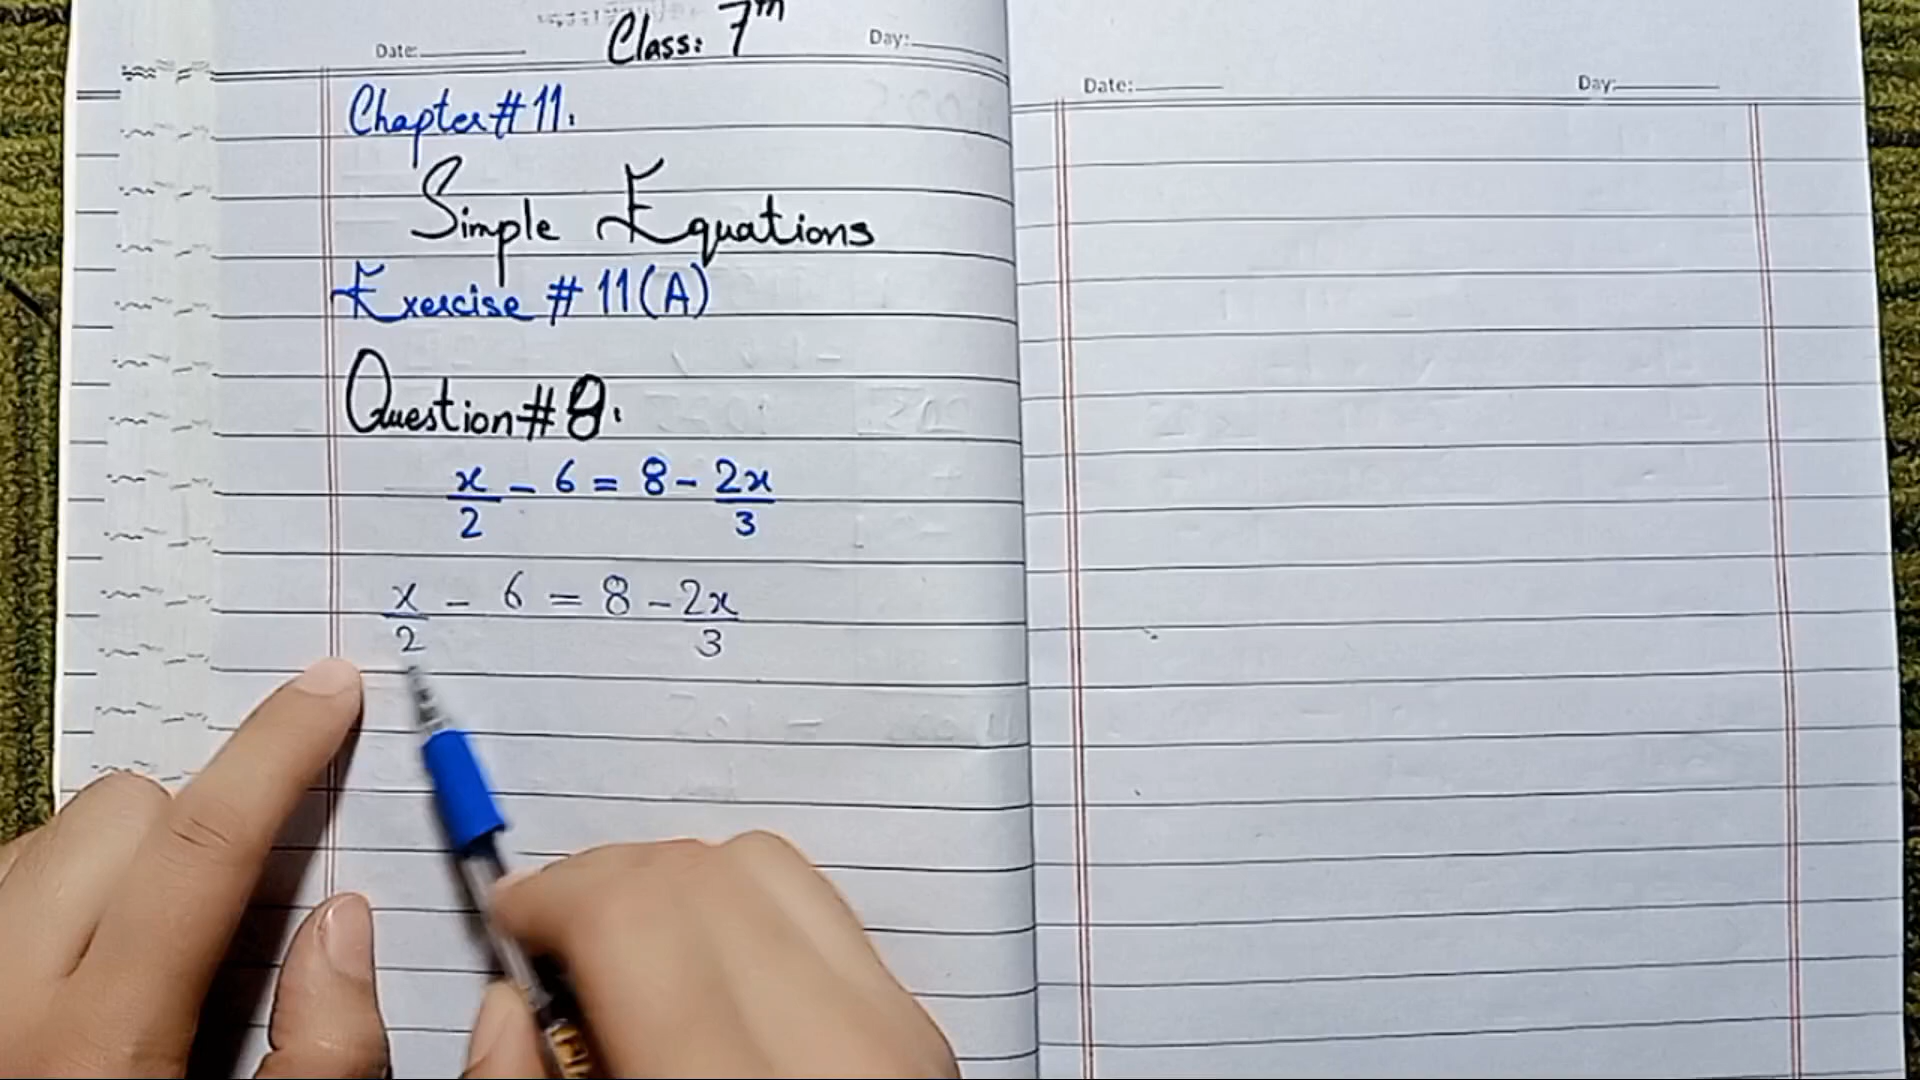 Class: 7th
Date: Day:
Chapter # 11.
Simple Equations
Exercise # 11(A)
Question # 8.
x/2 - 6 = 8 - 2x/3
x/2 - 6 = 8 - 2x/3
Date: Day: